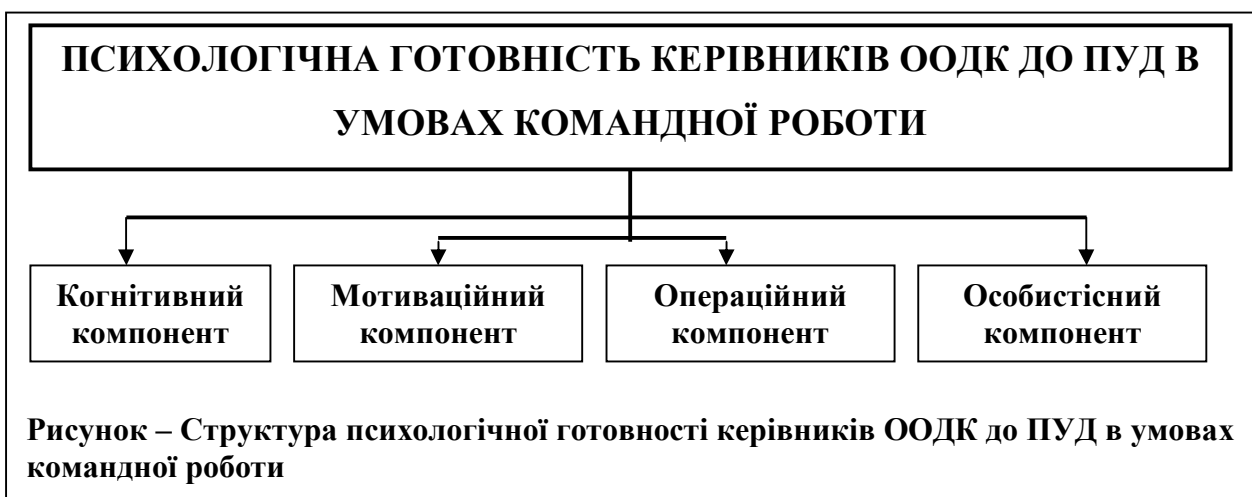 ПСИХОЛОГІЧНА ГОТОВНІСТЬ КЕРІВНИКІВ ООДК ДО ПУД В
УМОВАХ КОМАНДНОЇ РОБОТИ
Когнітивний
компонент
Мотиваційний
компонент
Операційний
компонент
Особистісний
компонент
Рисунок – Структура психологічної готовності керівників ООДК до ПУД в умовах
командної роботи